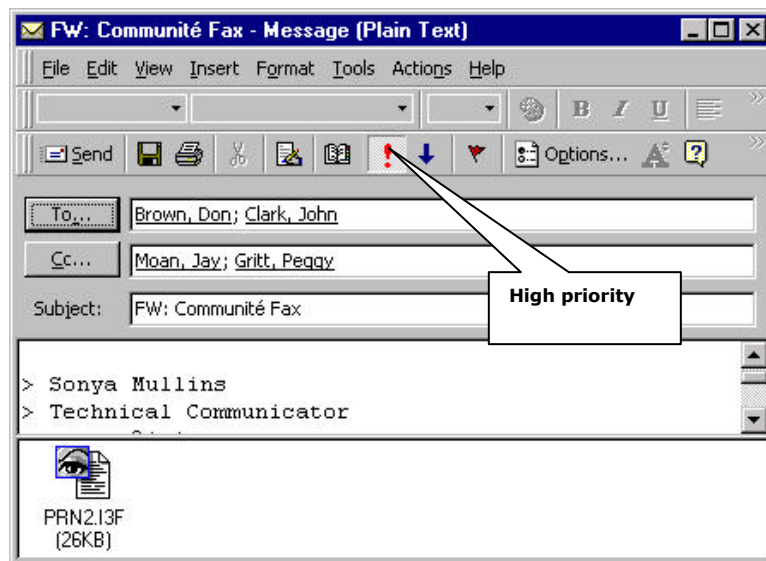 FW: Communité Fax - Message (Plain Text)
File Edit View Insert Format Tools Actions Help
B I U
Send ! Options... A ?
To... Brown, Don; Clark, John
Cc... Moan, Jay; Gritt, Peggy
High priority
Subject: FW: Communité Fax
> Sonya Mullins
> Technical Communicator
PRN2.I3F
(26KB)